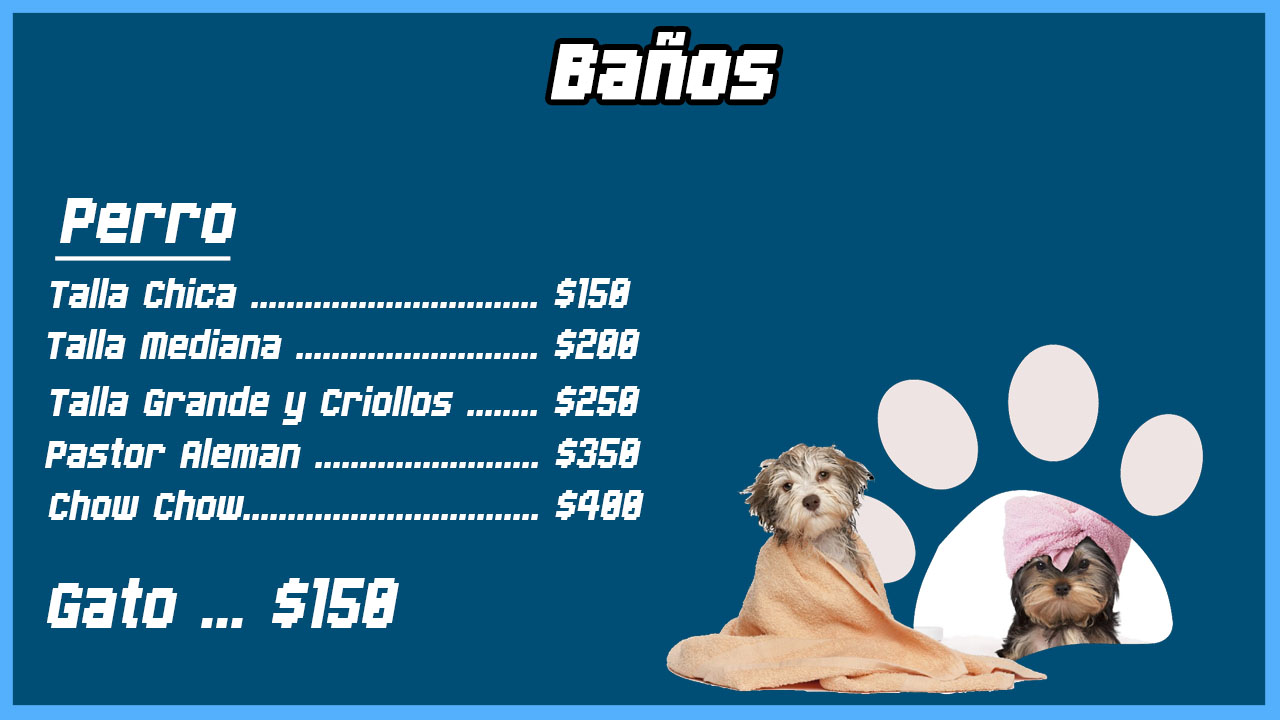 Baños
Perro
Talla Chica ................................ $150
Talla Mediana ........................... $200
Talla Grande y Criollos ........ $250
Pastor Aleman ......................... $350
Chow Chow................................. $400
Gato ... $150